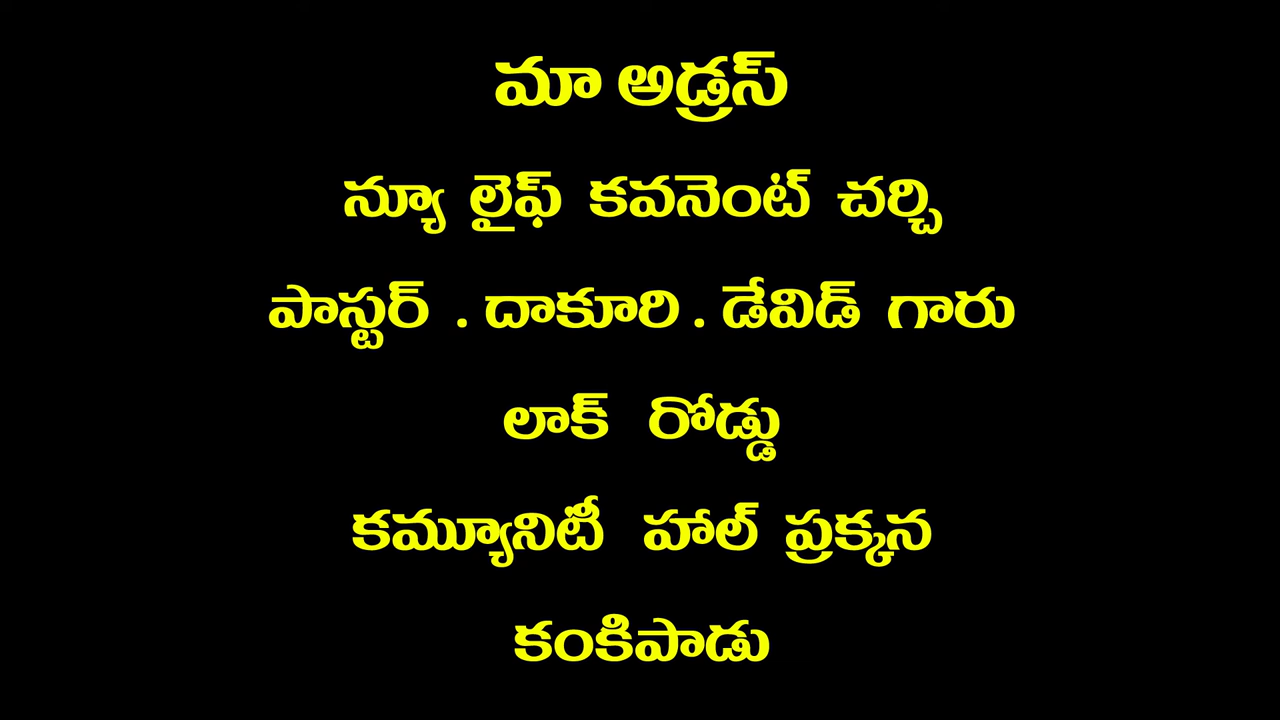 మా అడ్రస్
న్యూ లైఫ్ కవనెంట్ చర్చి
పాస్టర్ . దాకూరి . డేవిడ్ గారు
లాక్ రోడ్డు
కమ్యూనిటీ హాల్ ప్రక్కన
కంకిపాడు